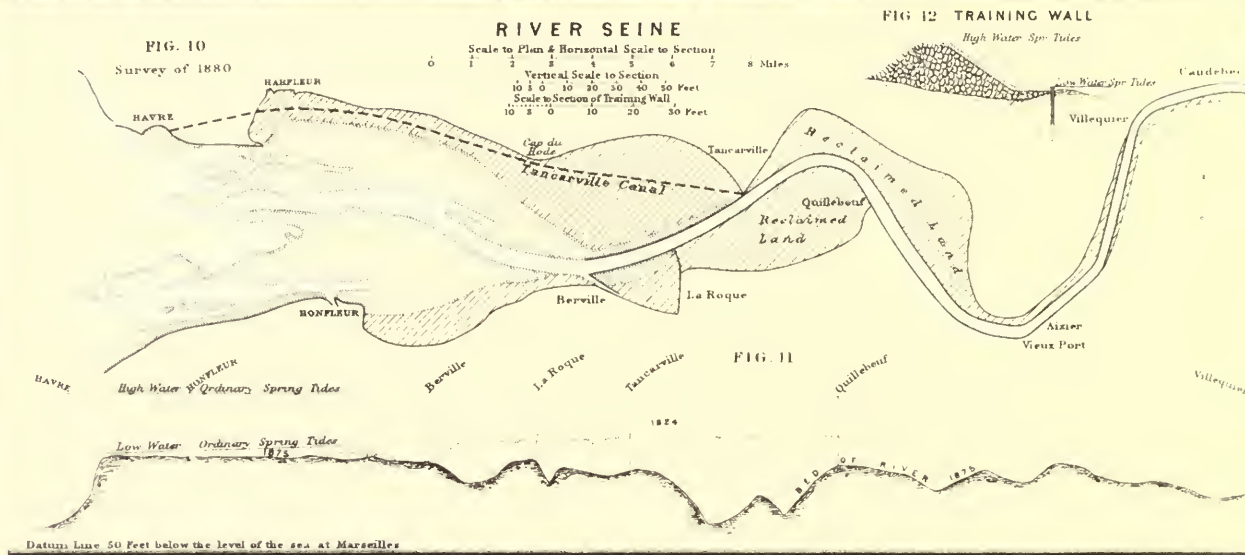 RIVER SEINE
Scale to Plan & Horizontal Scale to Section
0 1 2 3 4 5 6 7 8 Miles
Vertical Scale to Section
10 5 0 10 20 30 40 50 Feet
Scale to Section of Training Wall
10 5 0 10 20 30 Feet
FIG. 10
Survey of 1880
FIG 12 TRAINING WALL
High Water Spr Tides
Low Water Spr Tides
HAVRE
HARFLEUR
Cap du Hode
Tancarville Canal
Tancarville
Quillebeuf
Reclaimed Land
Reclaimed Land
Villequier
Caudebec
HONFLEUR
Berville
La Roque
Aizier
Vieux Port
FIG. 11
HAVRE
HONFLEUR
Berville
La Roque
Tancarville
Quillebeuf
Villequier
High Water Ordinary Spring Tides
1824
Low Water Ordinary Spring Tides
1875
BED OF RIVER 1875
Datum Line 50 Feet below the level of the sea at Marseilles